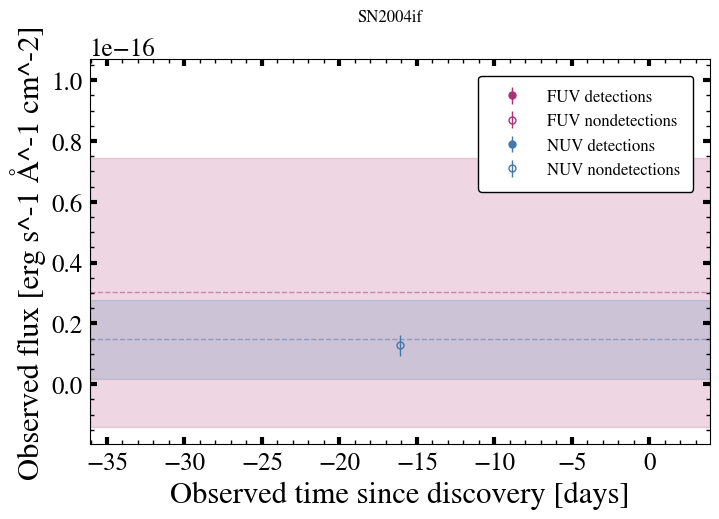 SN2004if
1e−16
Observed flux [erg s^-1 Å^-1 cm^-2]
1.0
0.8
0.6
0.4
0.2
0.0
FUV detections
FUV nondetections
NUV detections
NUV nondetections
−35 −30 −25 −20 −15 −10 −5 0
Observed time since discovery [days]